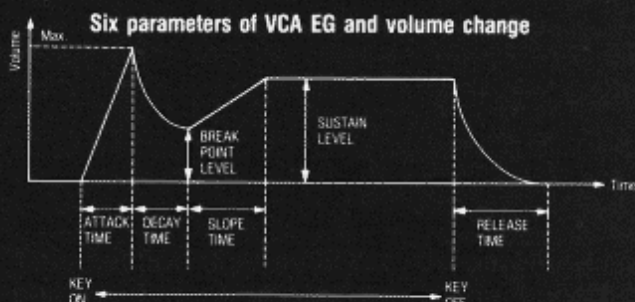 Six parameters of VCA EG and volume change
Volume
Max.
BREAK
POINT
LEVEL
SUSTAIN
LEVEL
Time
ATTACK
TIME
DECAY
TIME
SLOPE
TIME
RELEASE
TIME
KEY
ON
KEY
OFF